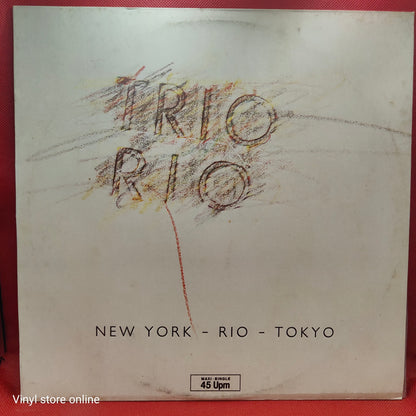 TRIO
RIO
NEW YORK - RIO - TOKYO
MAXI-SINGLE
45 Upm
Vinyl store online